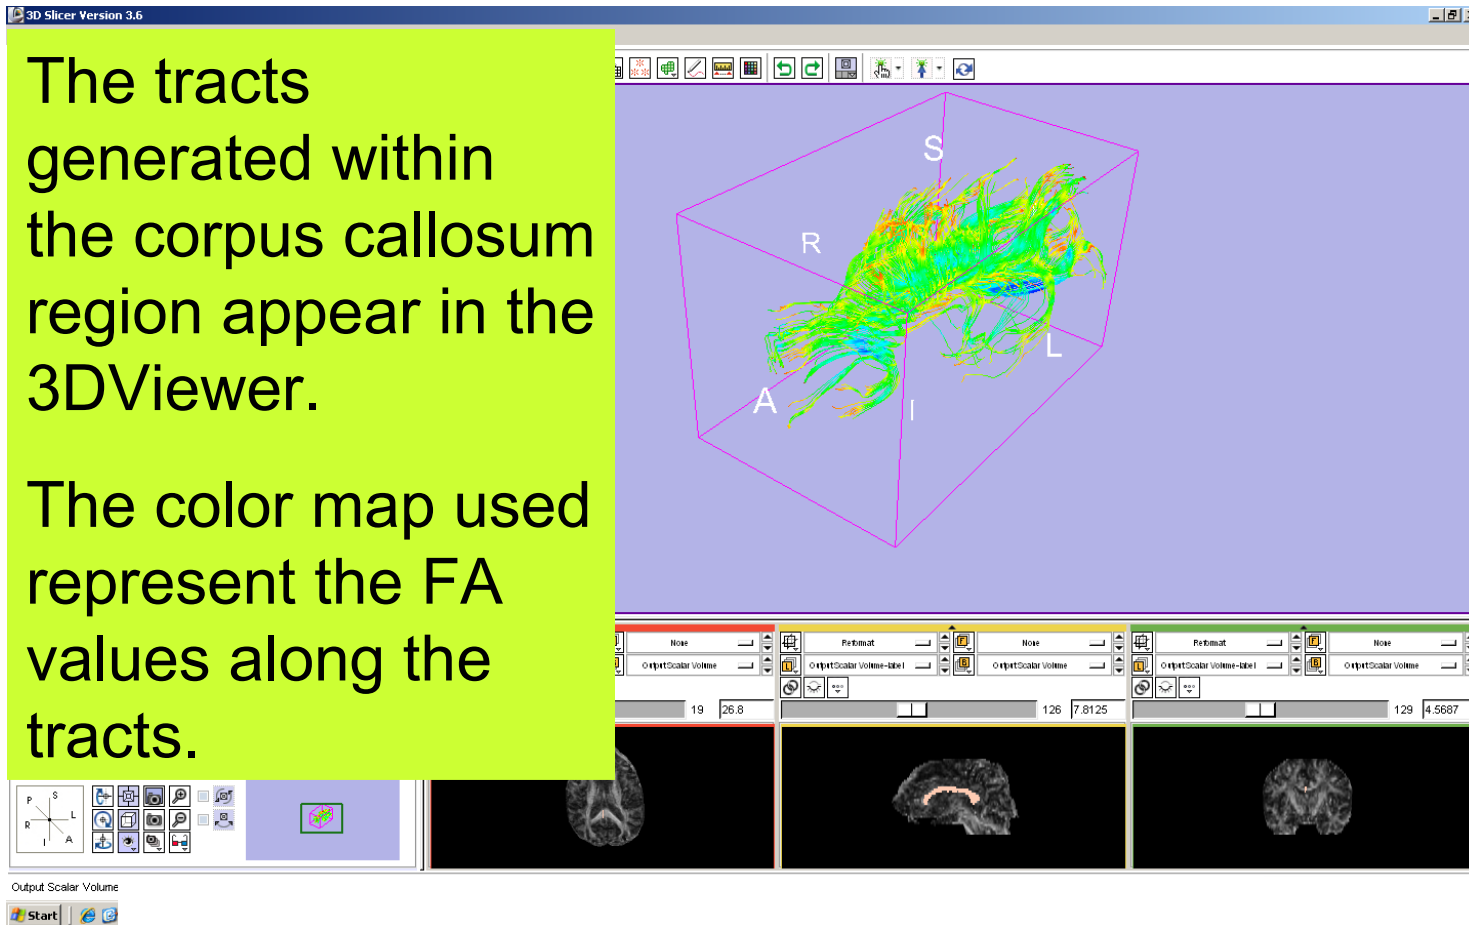 3D Slicer Version 3.6
The tracts
generated within
the corpus callosum
region appear in the
3DViewer.
The color map used
represent the FA
values along the
tracts.
S
R
L
A
I
None
Reformat
None
Reformat
None
OutputScalar Volume
OutputScalar Volume-label
OutputScalar Volume
OutputScalar Volume-label
OutputScalar Volume
19 26.8
126 7.8125
129 4.5687
P S
L
R
I A
Output Scalar Volume
Start